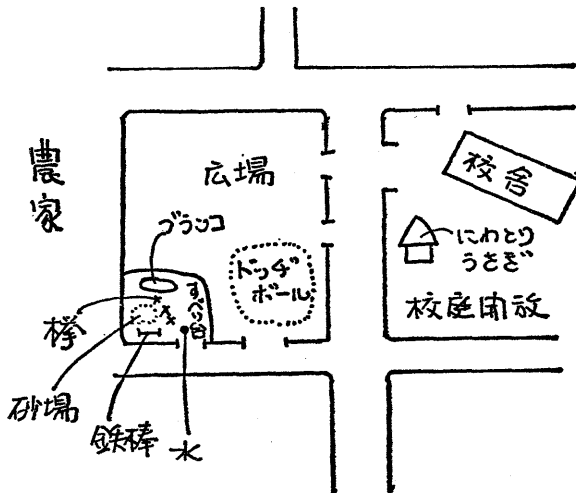 農家
広場
校舎
ブランコ
にわとり
うさぎ
ドッヂ
ボール
すべり台
校庭開放
欅
砂場
鉄棒
水